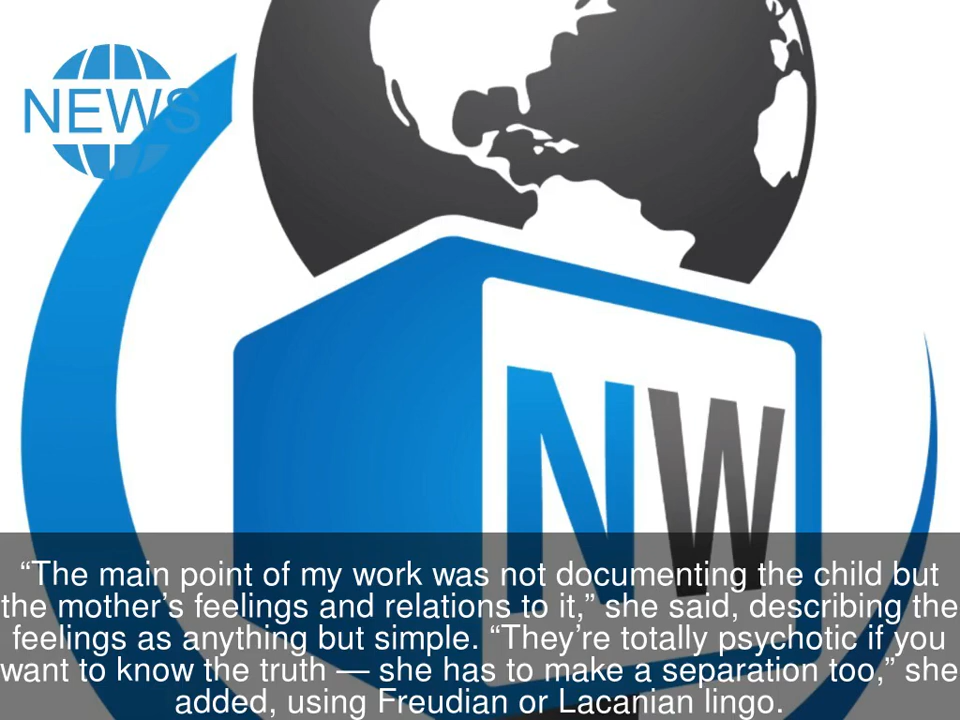 NEWS
NW
“The main point of my work was not documenting the child but
the mother’s feelings and relations to it,” she said, describing the
feelings as anything but simple. “They’re totally psychotic if you
want to know the truth — she has to make a separation too,” she
added, using Freudian or Lacanian lingo.